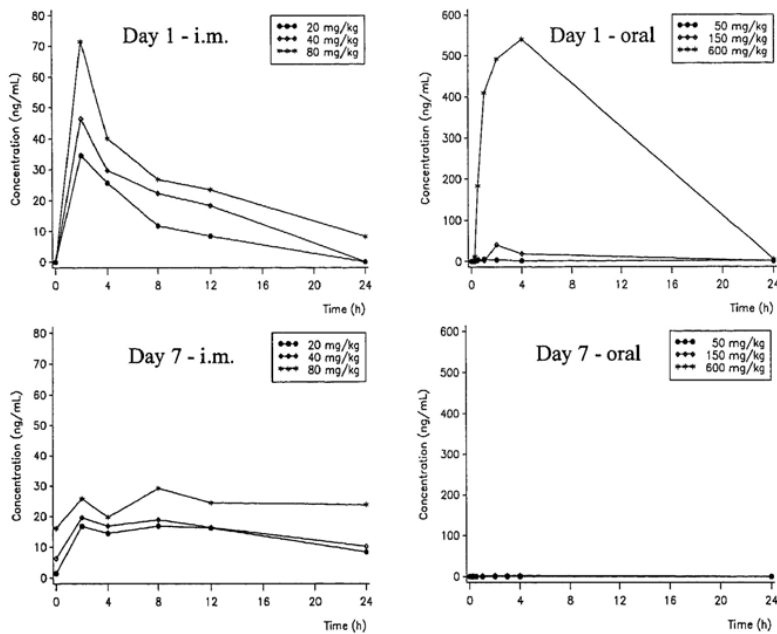 Day 1 - i.m.
20 mg/kg
40 mg/kg
80 mg/kg
Concentration (ng/mL)
80
70
60
50
40
30
20
10
0
0 4 8 12 16 20 24
Time (h)
Day 1 - oral
50 mg/kg
150 mg/kg
600 mg/kg
Concentration (ng/mL)
600
500
400
300
200
100
0
0 4 8 12 16 20 24
Time (h)
Day 7 - i.m.
20 mg/kg
40 mg/kg
80 mg/kg
Concentration (ng/mL)
80
70
60
50
40
30
20
10
0
0 4 8 12 16 20 24
Time (h)
Day 7 - oral
50 mg/kg
150 mg/kg
600 mg/kg
Concentration (ng/mL)
600
500
400
300
200
100
0
0 4 8 12 16 20 24
Time (h)